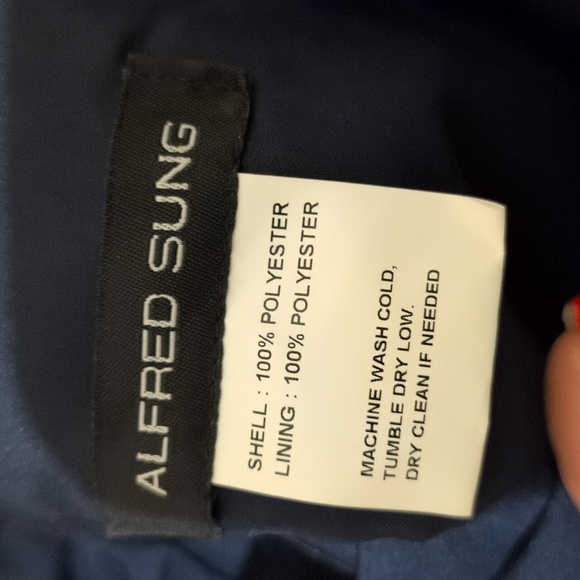 ALFRED SUNG
SHELL : 100% POLYESTER
LINING : 100% POLYESTER
MACHINE WASH COLD,
TUMBLE DRY LOW.
DRY CLEAN IF NEEDED